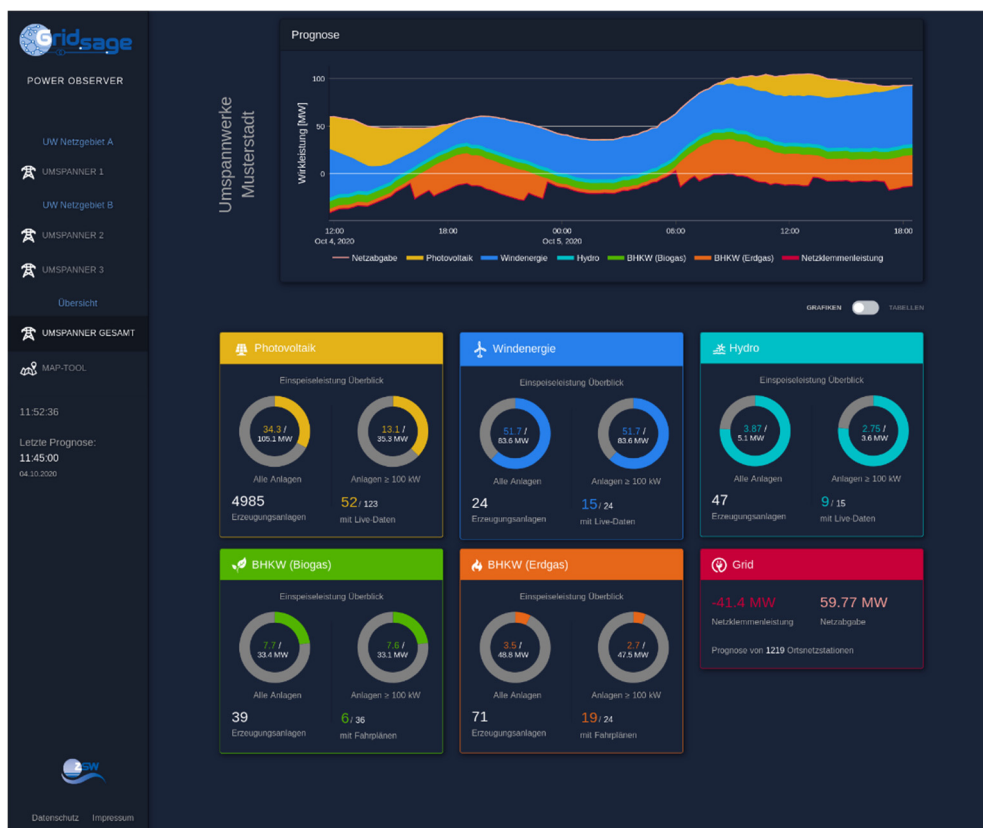 Gridsage
POWER OBSERVER
UW Netzgebiet A
UMSPANNER 1
UW Netzgebiet B
UMSPANNER 2
UMSPANNER 3
Übersicht
UMSPANNER GESAMT
MAP-TOOL
11:52:36
Letzte Prognose:
11:45:00
04.10.2020
ZSW
Datenschutz Impressum
Umspannwerke
Musterstadt
Prognose
Wirkleistung [MW]
100
50
0
12:00 18:00 00:00 06:00 12:00 18:00
Oct 4, 2020 Oct 5, 2020
Netzabgabe Photovoltaik Windenergie Hydro BHKW (Biogas) BHKW (Erdgas) Netzklemmenleistung
GRAFIKEN TABELLEN
Photovoltaik
Einspeiseleistung Überblick
34.3 /
105.1 MW
13.1 /
35.3 MW
Alle Anlagen Anlagen ≥ 100 kW
4985 52 / 123
Erzeugungsanlagen mit Live-Daten
Windenergie
Einspeiseleistung Überblick
51.7 /
83.6 MW
51.7 /
83.6 MW
Alle Anlagen Anlagen ≥ 100 kW
24 15 / 24
Erzeugungsanlagen mit Live-Daten
Hydro
Einspeiseleistung Überblick
3.87 /
5.1 MW
2.75 /
3.6 MW
Alle Anlagen Anlagen ≥ 100 kW
47 9 / 15
Erzeugungsanlagen mit Live-Daten
BHKW (Biogas)
Einspeiseleistung Überblick
7.7 /
33.4 MW
7.6 /
33.1 MW
Alle Anlagen Anlagen ≥ 100 kW
39 6 / 36
Erzeugungsanlagen mit Fahrplänen
BHKW (Erdgas)
Einspeiseleistung Überblick
3.5 /
48.8 MW
2.7 /
47.5 MW
Alle Anlagen Anlagen ≥ 100 kW
71 19 / 24
Erzeugungsanlagen mit Fahrplänen
Grid
-41.4 MW 59.77 MW
Netzklemmenleistung Netzabgabe
Prognose von 1219 Ortsnetzstationen